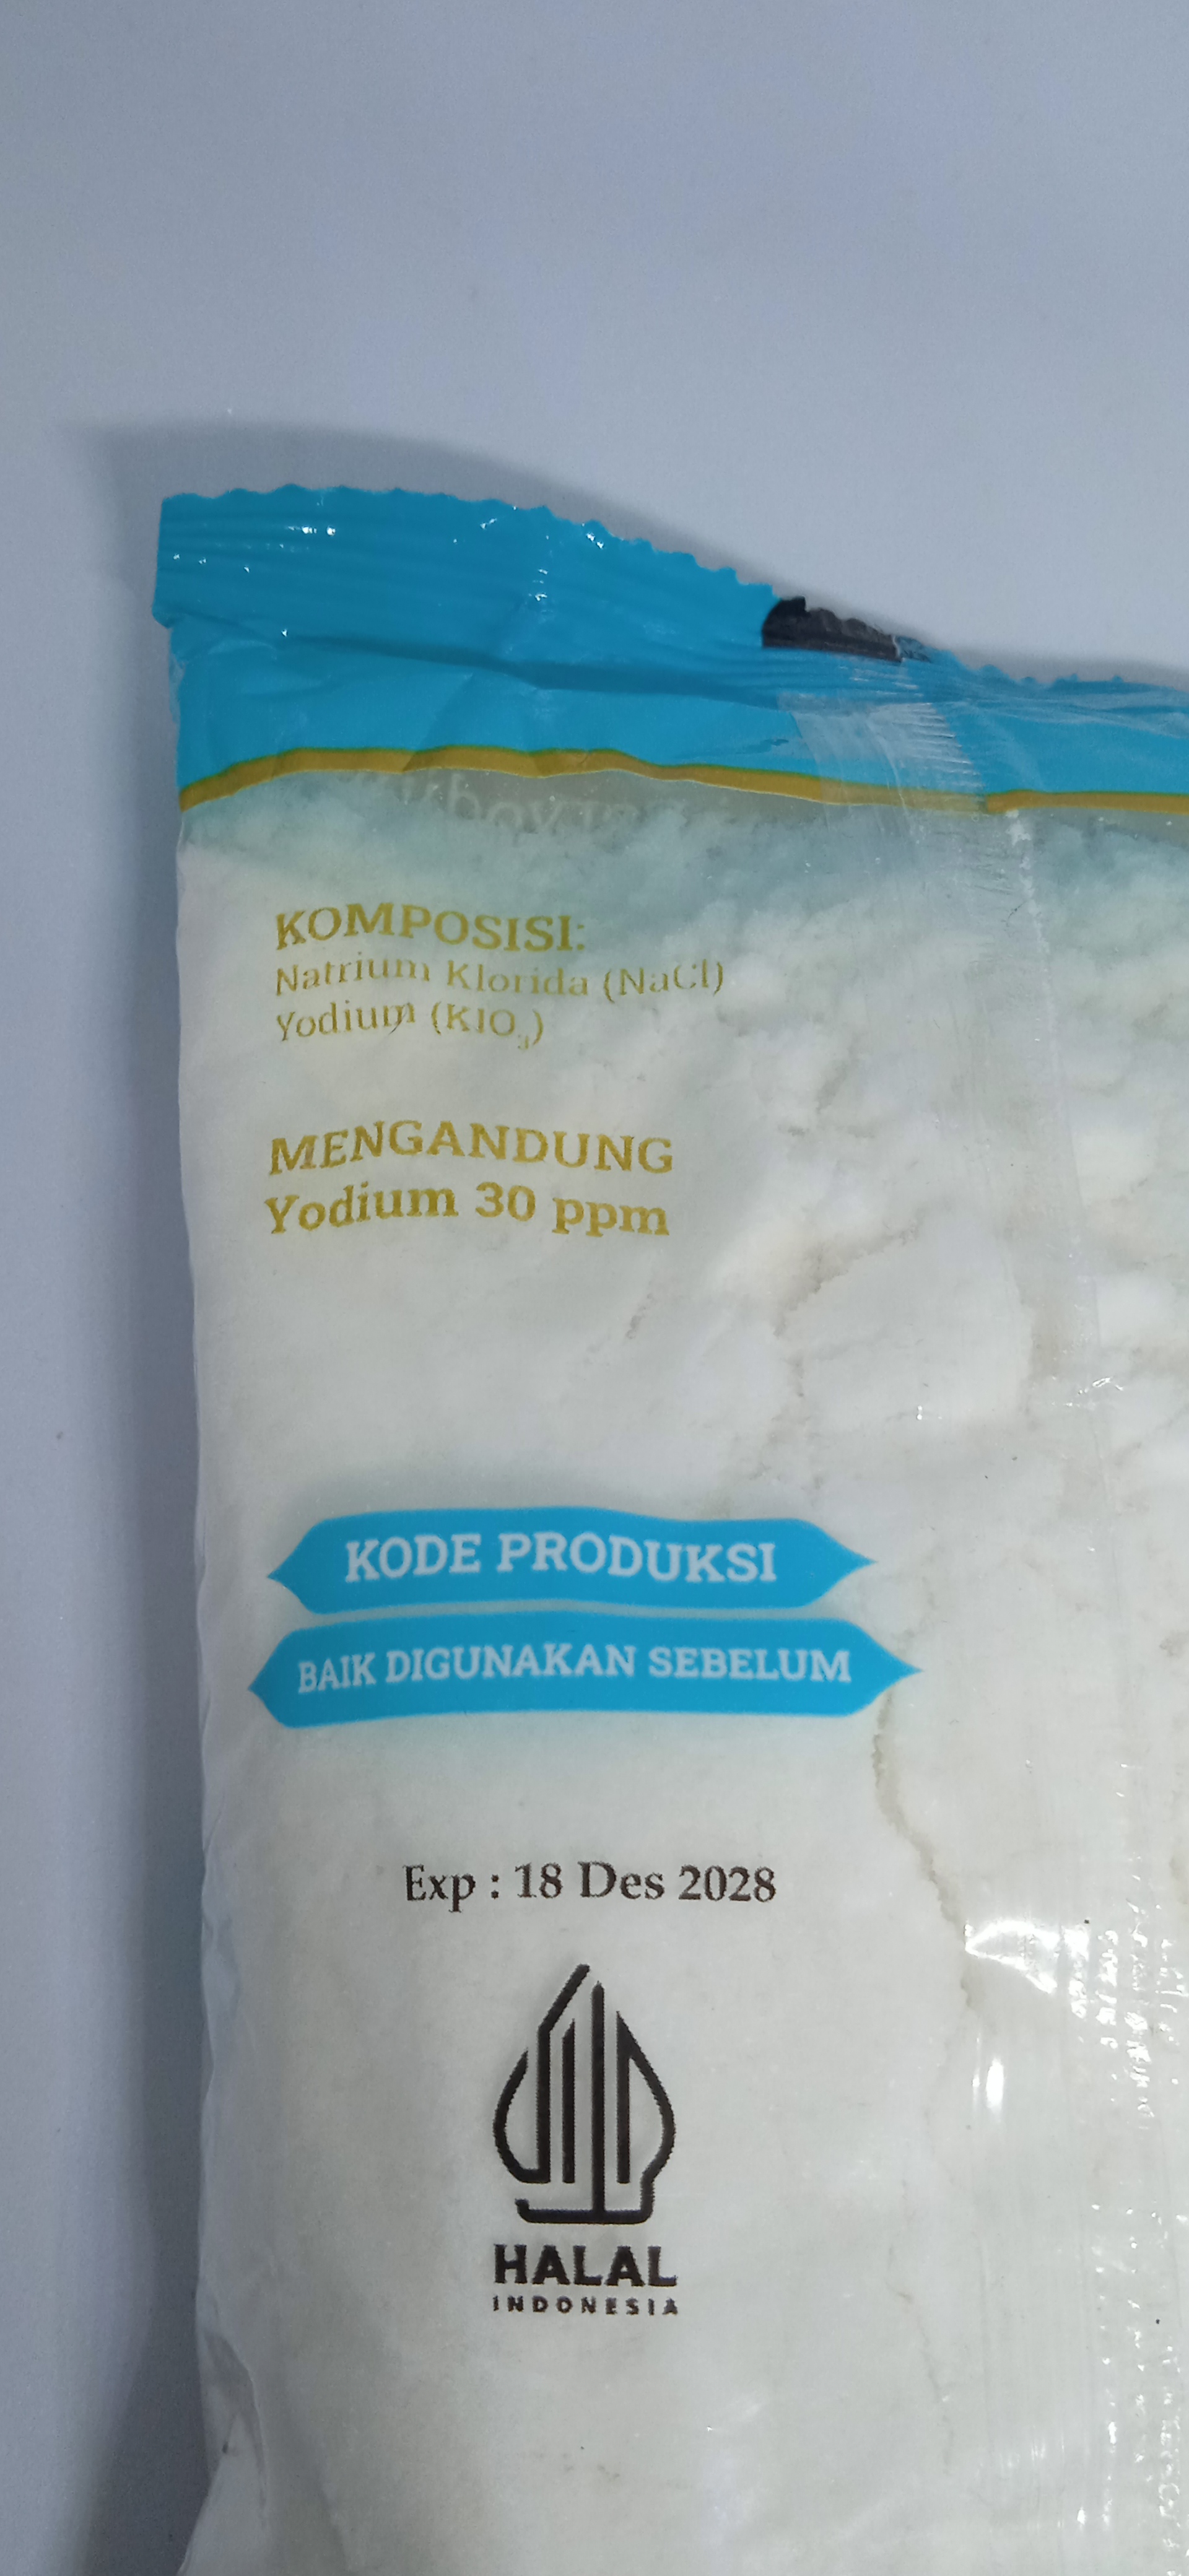 KOMPOSISI:
Natrium Klorida (NaCl)
Yodium (KIO₃)
MENGANDUNG
Yodium 30 ppm
KODE PRODUKSI
BAIK DIGUNAKAN SEBELUM
Exp : 18 Des 2028
HALAL
INDONESIA